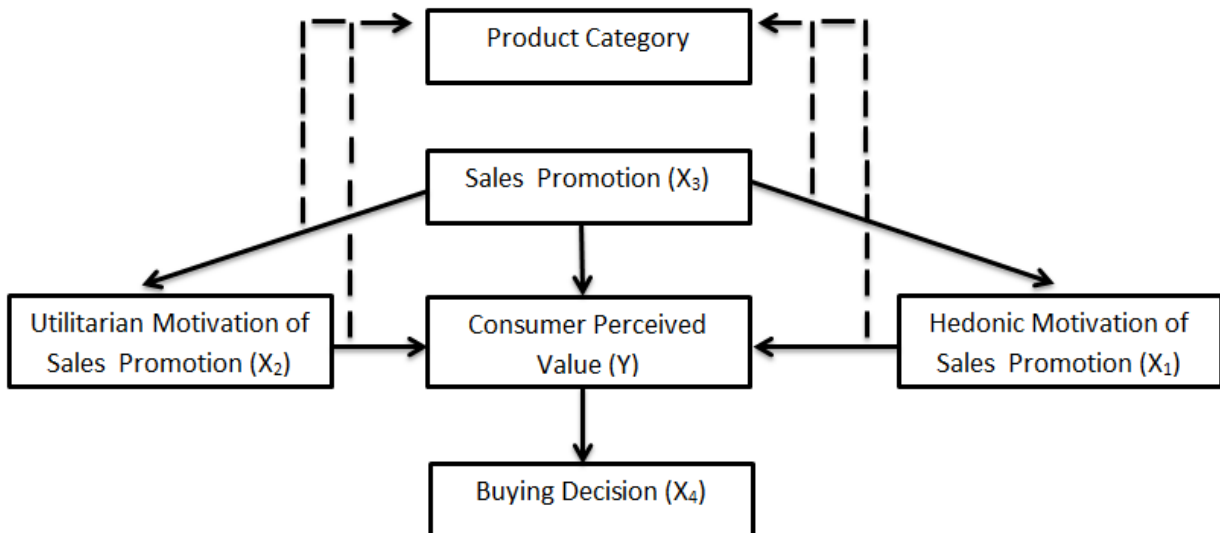 Product Category
Sales Promotion (X₃)
Utilitarian Motivation of
Sales Promotion (X₂)
Consumer Perceived
Value (Y)
Hedonic Motivation of
Sales Promotion (X₁)
Buying Decision (X₄)